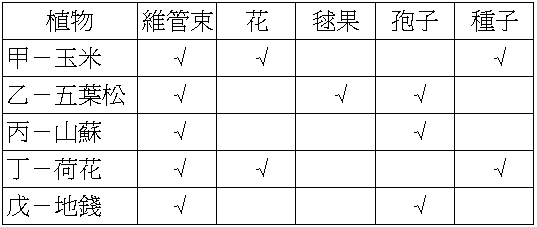 植物 維管束 花 毬果 孢子 種子
甲－玉米 √ √ √
乙－五葉松 √ √ √
丙－山蘇 √ √
丁－荷花 √ √ √
戊－地錢 √ √